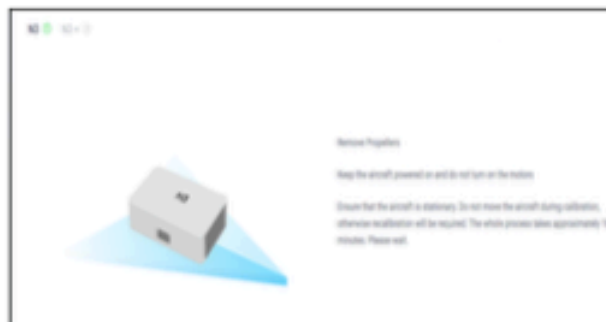 N3
Remove Propellers
Keep the aircraft powered on and do not turn on the motors
Ensure that the aircraft is stationary. Do not move the aircraft during calibration,
otherwise recalibration will be required. The whole process takes approximately
minutes. Please wait.
N3